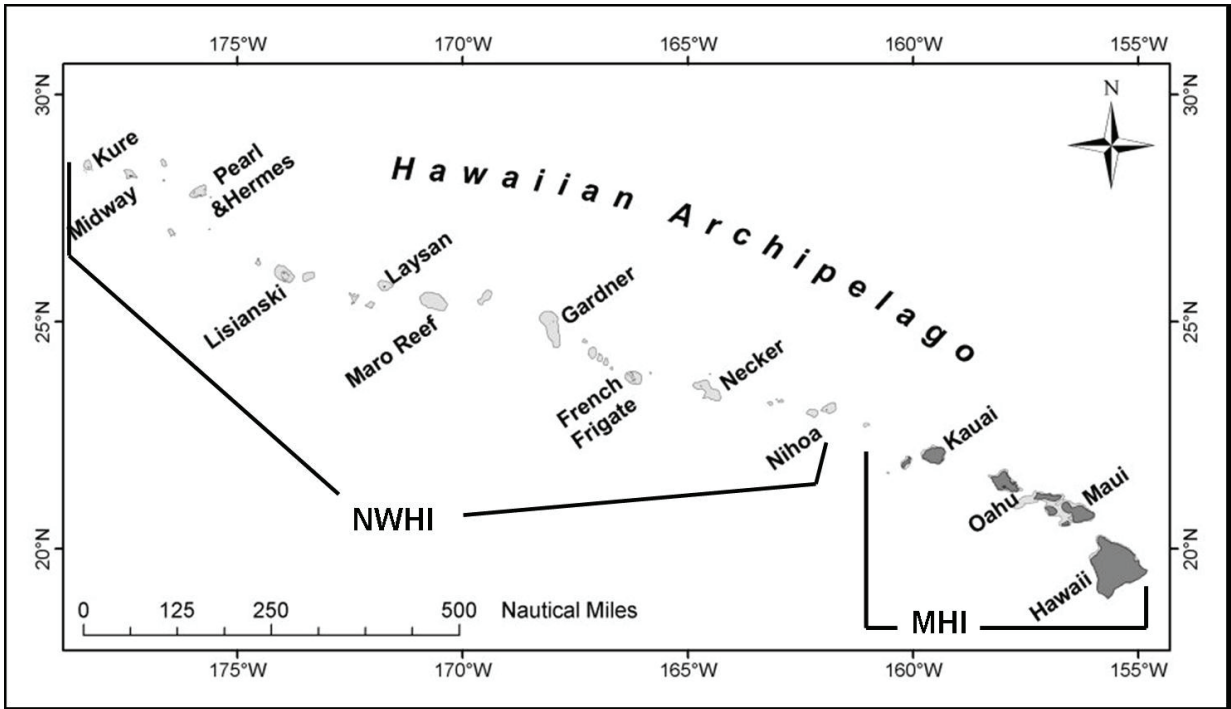 175°W 170°W 165°W 160°W 155°W
30°N
30°N
N
Hawaiian Archipelago
Kure
Midway
Pearl
&Hermes
Lisianski
Laysan
Maro Reef
Gardner
French
Frigate
Necker
Nihoa
Kauai
Oahu
Maui
Hawaii
25°N
25°N
20°N
20°N
NWHI
MHI
0 125 250 500 Nautical Miles
175°W 170°W 165°W 160°W 155°W